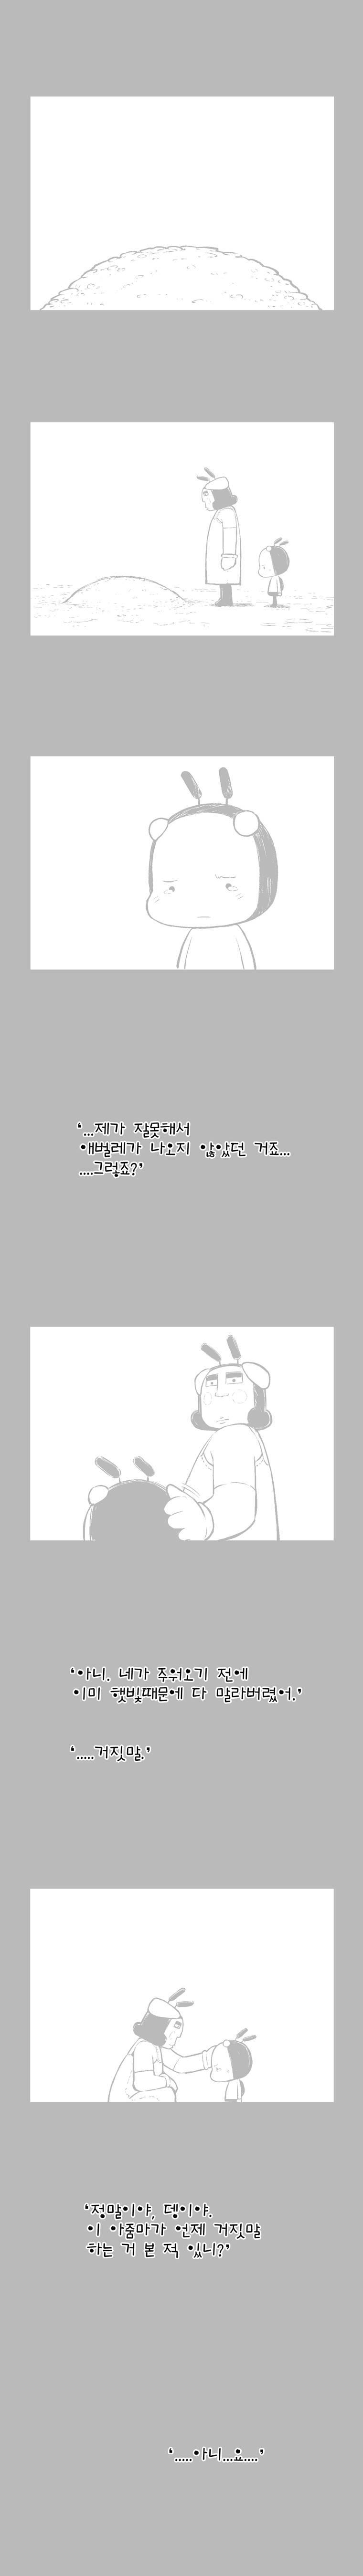 ‘...제가 잘못해서
애벌레가 나오지 않았던 거죠...
....그렇죠?’
‘아니. 네가 주워오기 전에
이미 햇빛때문에 다 말라버렸어.’
‘.....거짓말.’
‘정말이야, 뎅이야.
이 아줌마가 언제 거짓말
하는 거 본 적 있니?’
‘.....아니...요....’